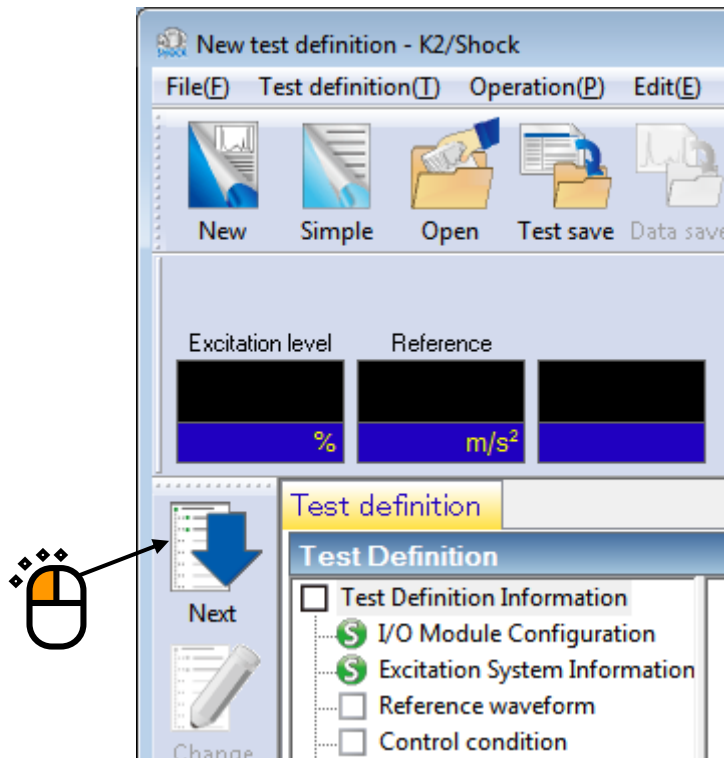 New test definition - K2/Shock
File(F) Test definition(T) Operation(P) Edit(E)
New Simple Open Test save Data save
Excitation level Reference
% m/s²
Test definition
Test Definition
Next
Test Definition Information
S I/O Module Configuration
S Excitation System Information
Reference waveform
Control condition
Change